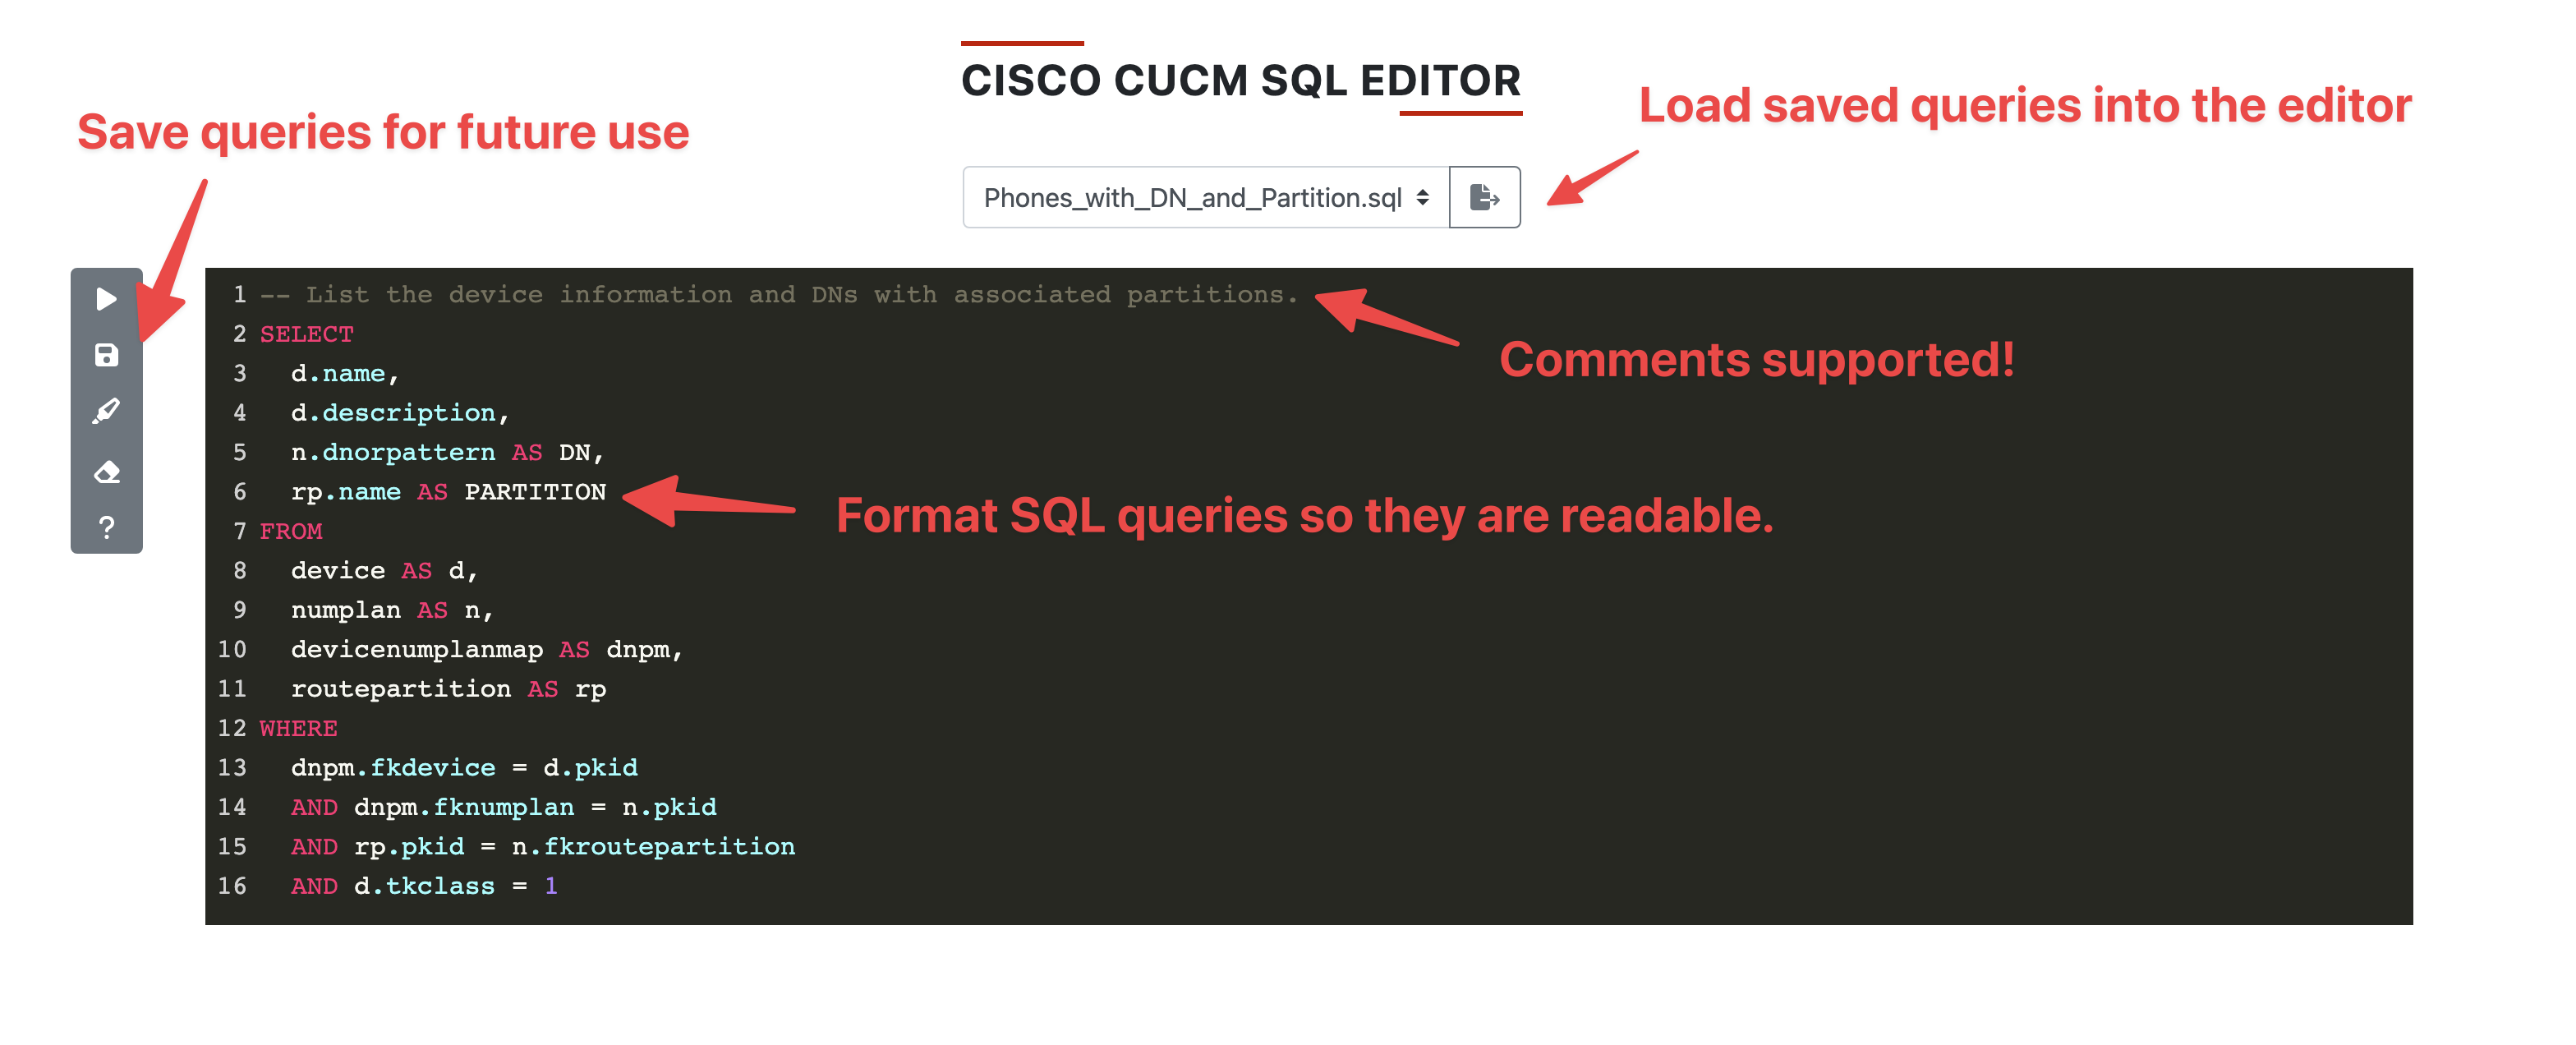 CISCO CUCM SQL EDITOR
Save queries for future use
Load saved queries into the editor
Phones_with_DN_and_Partition.sql
1 -- List the device information and DNs with associated partitions.
2 SELECT
3   d.name,
4   d.description,
5   n.dnorpattern AS DN,
6   rp.name AS PARTITION
7 FROM
8   device AS d,
9   numplan AS n,
10   devicenumplanmap AS dnpm,
11   routepartition AS rp
12 WHERE
13   dnpm.fkdevice = d.pkid
14   AND dnpm.fknumplan = n.pkid
15   AND rp.pkid = n.fkroutepartition
16   AND d.tkclass = 1
Comments supported!
Format SQL queries so they are readable.
?